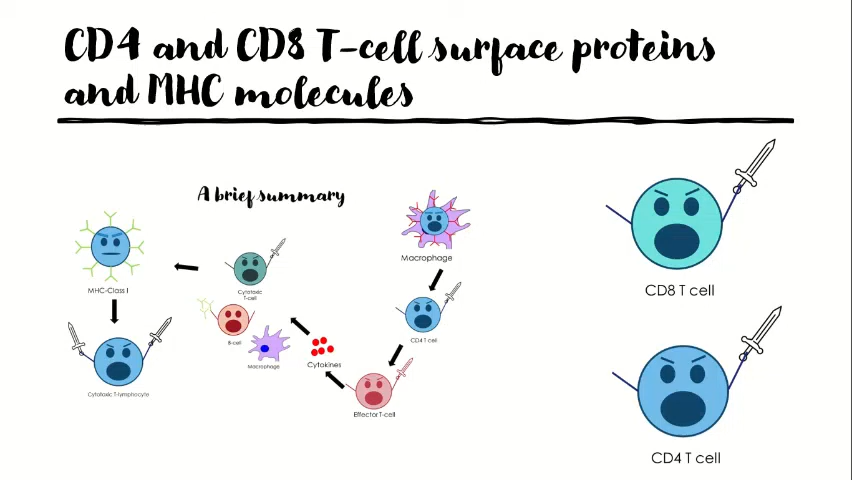 CD4 and CD8 T-cell surface proteins
and MHC molecules
A brief summary
MHC-Class I
Cytotoxic T-lymphocyte
Cytotoxic
T-cell
B-cell
Macrophage
Cytokines
Macrophage
CD4 T cell
Effector T-cell
CD8 T cell
CD4 T cell